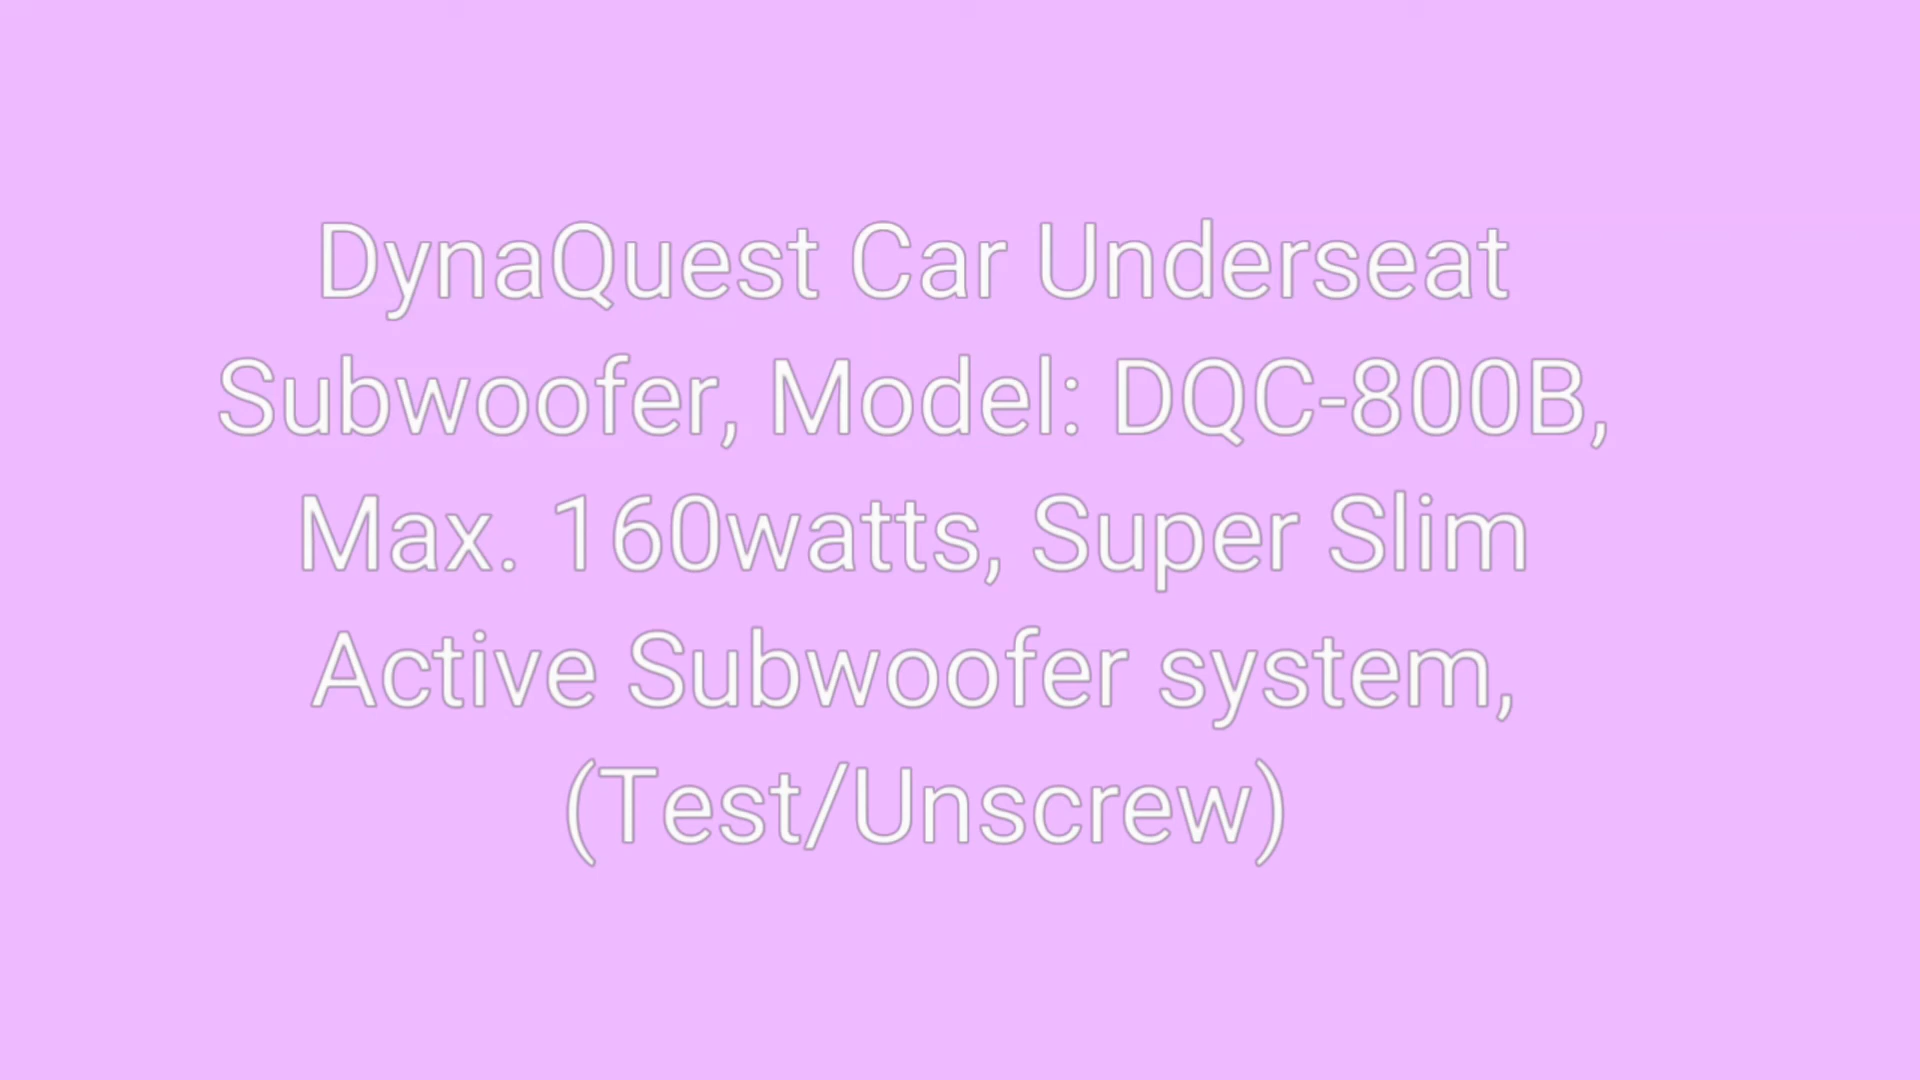 DynaQuest Car Underseat
Subwoofer, Model: DQC-800B,
Max. 160watts, Super Slim
Active Subwoofer system,
(Test/Unscrew)